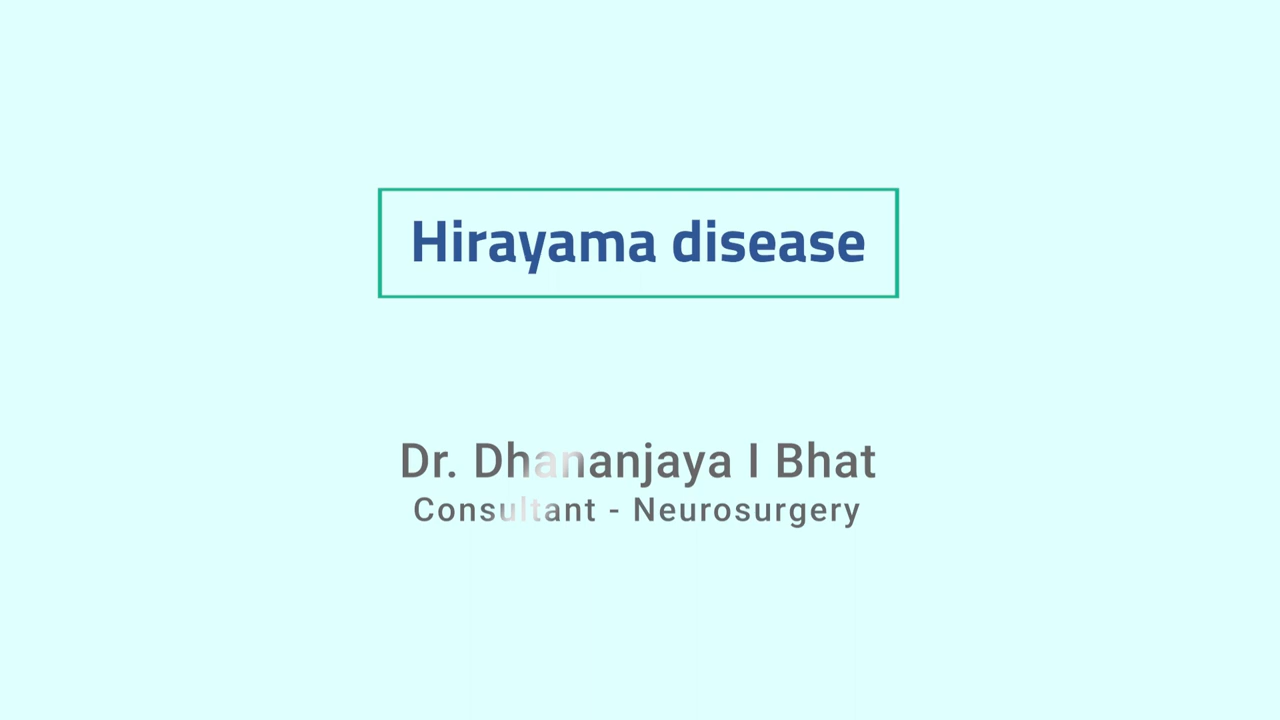 Hirayama disease
Dr. Dhananjaya I Bhat
Consultant - Neurosurgery